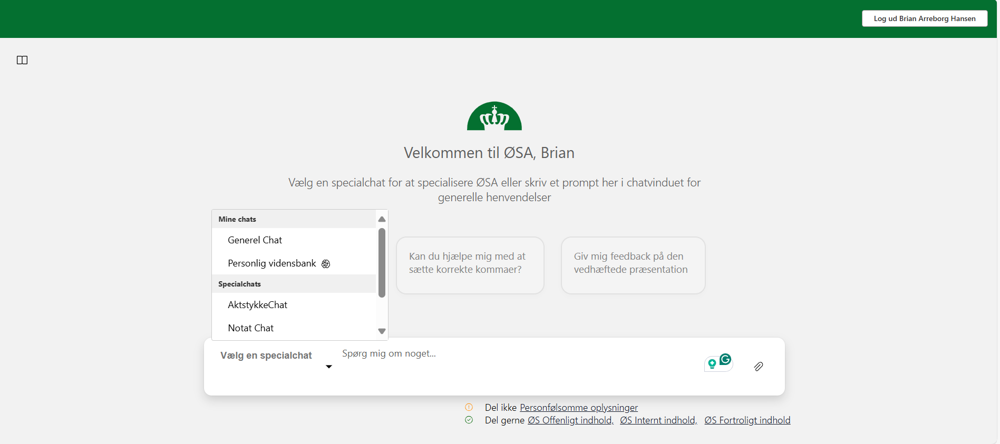 Log ud Brian Arreborg Hansen
Velkommen til ØSA, Brian
Vælg en specialchat for at specialisere ØSA eller skriv et prompt her i chatvinduet for
generelle henvendelser
Mine chats
Generel Chat
Personlig vidensbank
Specialchats
AktstykkeChat
Notat Chat
Kan du hjælpe mig med at
sætte korrekte kommaer?
Giv mig feedback på den
vedhæftede præsentation
Vælg en specialchat
Spørg mig om noget...
Del ikke Personfølsomme oplysninger
Del gerne ØS Offentligt indhold, ØS Internt indhold, ØS Fortroligt indhold